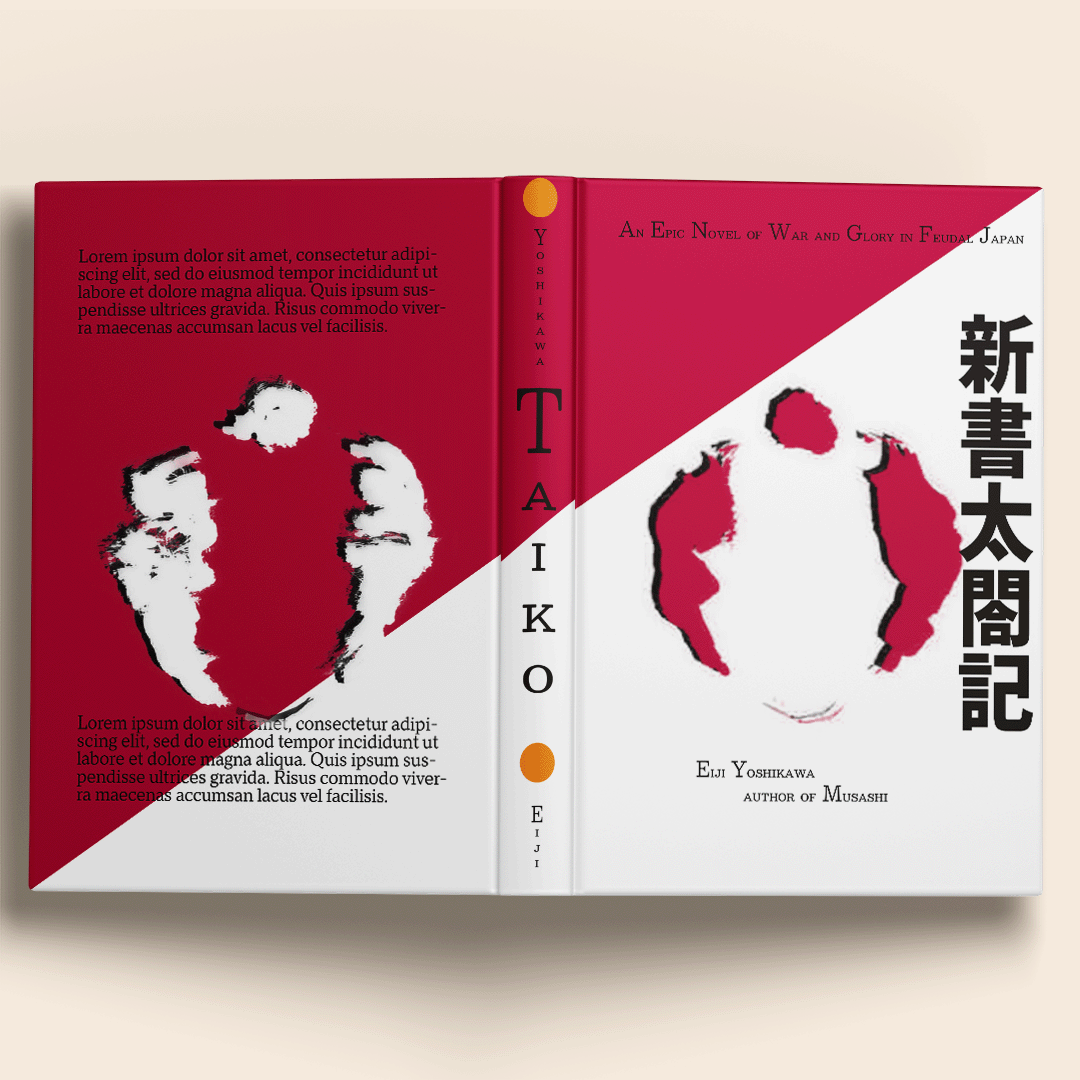 Lorem ipsum dolor sit amet, consectetur adipi-
scing elit, sed do eiusmod tempor incididunt ut
labore et dolore magna aliqua. Quis ipsum sus-
pendisse ultrices gravida. Risus commodo viver-
ra maecenas accumsan lacus vel facilisis.
Lorem ipsum dolor sit amet, consectetur adipi-
scing elit, sed do eiusmod tempor incididunt ut
labore et dolore magna aliqua. Quis ipsum sus-
pendisse ultrices gravida. Risus commodo viver-
ra maecenas accumsan lacus vel facilisis.
Yoshikawa
Taiko
Eiji
An Epic Novel of War and Glory in Feudal Japan
新書太閤記
Eiji Yoshikawa
author of Musashi